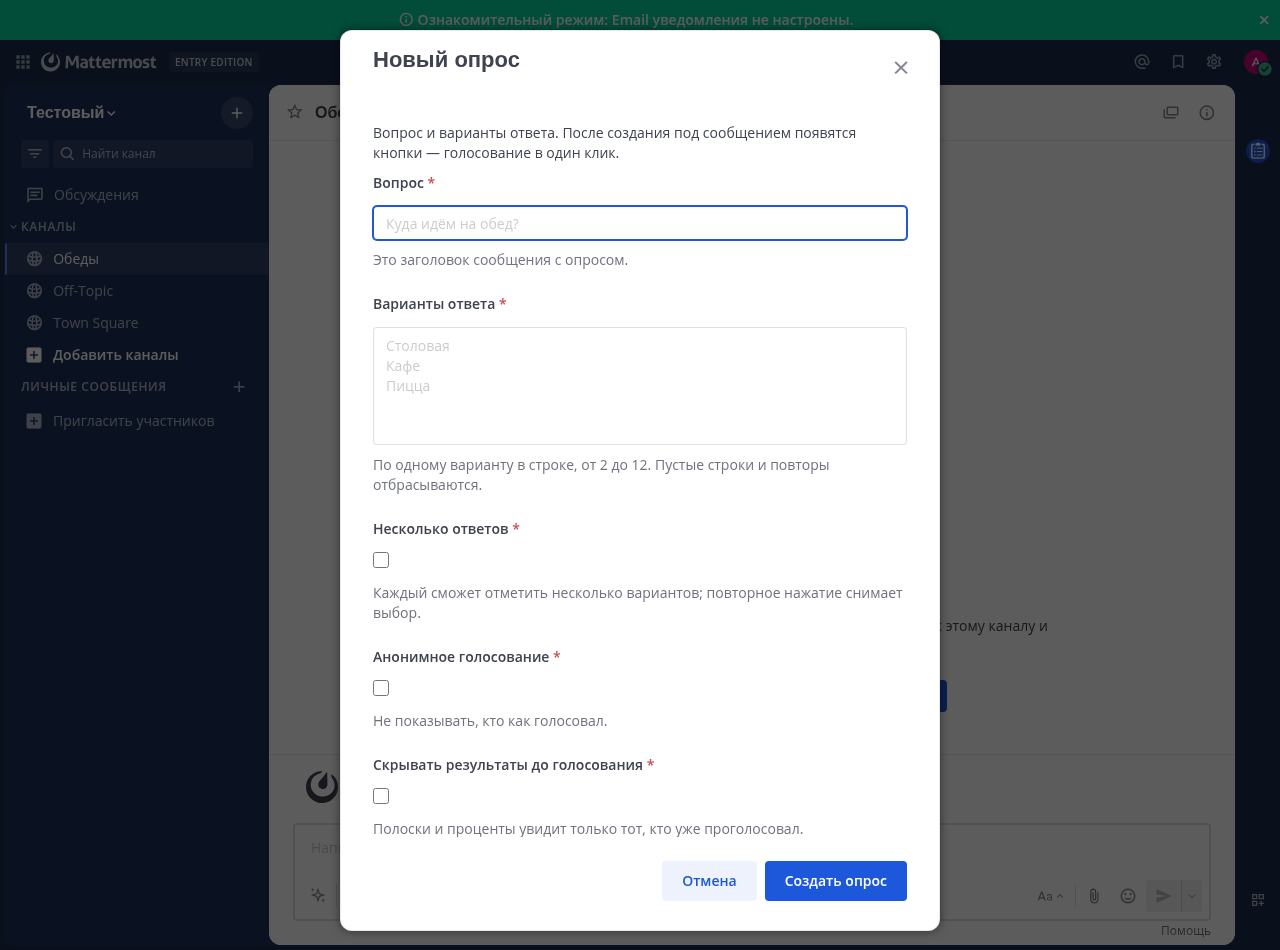 Ознакомительный режим: Email уведомления не настроены.
Mattermost
ENTRY EDITION
A
Тестовый
Найти канал
Обсуждения
КАНАЛЫ
Обеды
Off-Topic
Town Square
Добавить каналы
ЛИЧНЫЕ СООБЩЕНИЯ
Пригласить участников
Новый опрос
Вопрос и варианты ответа. После создания под сообщением появятся
кнопки — голосование в один клик.
Вопрос *
Куда идём на обед?
Это заголовок сообщения с опросом.
Варианты ответа *
Столовая
Кафе
Пицца
По одному варианту в строке, от 2 до 12. Пустые строки и повторы
отбрасываются.
Несколько ответов *
Каждый сможет отметить несколько вариантов; повторное нажатие снимает
выбор.
Анонимное голосование *
Не показывать, кто как голосовал.
Скрывать результаты до голосования *
Полоски и проценты увидит только тот, кто уже проголосовал.
Отмена
Создать опрос
этому каналу и
Aa
Помощь